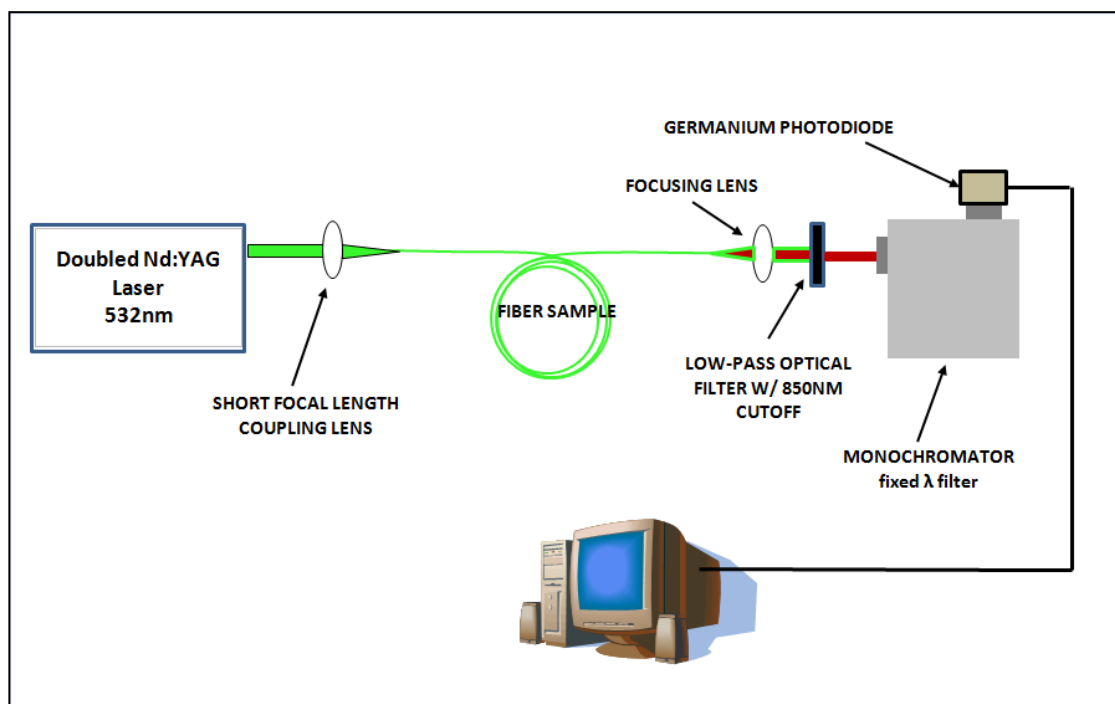 GERMANIUM PHOTODIODE
FOCUSING LENS
Doubled Nd:YAG
Laser
532nm
FIBER SAMPLE
LOW-PASS OPTICAL
FILTER W/ 850NM
CUTOFF
SHORT FOCAL LENGTH
COUPLING LENS
MONOCHROMATOR
fixed λ filter